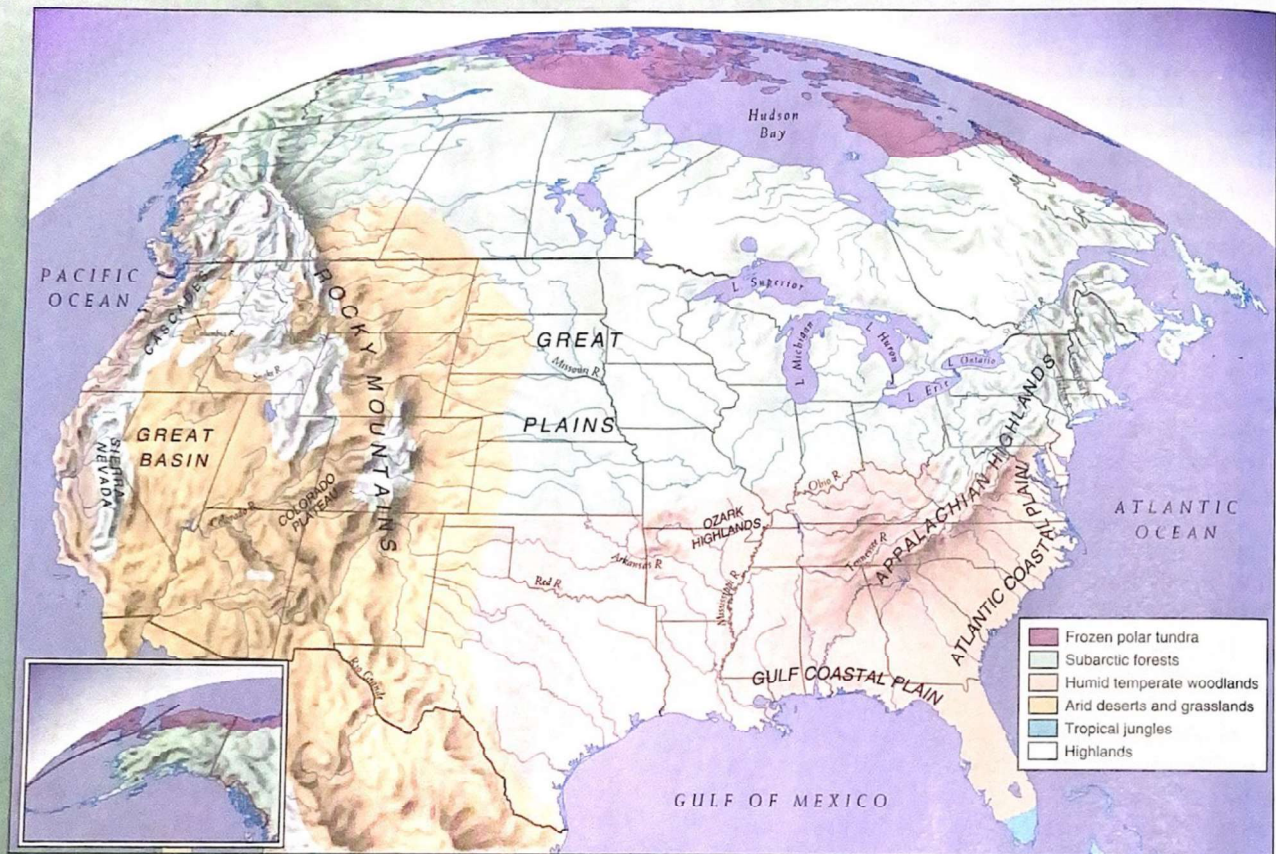 Hudson
Bay
PACIFIC
OCEAN
CASCADES
ROCKY MOUNTAINS
L. Superior
Columbia R.
GREAT
PLAINS
Missouri R.
L. Michigan
L. Huron
L. Ontario
L. Erie
Snake R.
GREAT
BASIN
SIERRA
NEVADA
COLORADO
PLATEAU
Colorado R.
Ohio R.
APPALACHIAN HIGHLANDS
ATLANTIC
OCEAN
OZARK
HIGHLANDS
Arkansas R.
Tennessee R.
Red R.
Mississippi R.
ATLANTIC COASTAL PLAIN
GULF COASTAL PLAIN
Rio Grande
GULF OF MEXICO
Frozen polar tundra
Subarctic forests
Humid temperate woodlands
Arid deserts and grasslands
Tropical jungles
Highlands